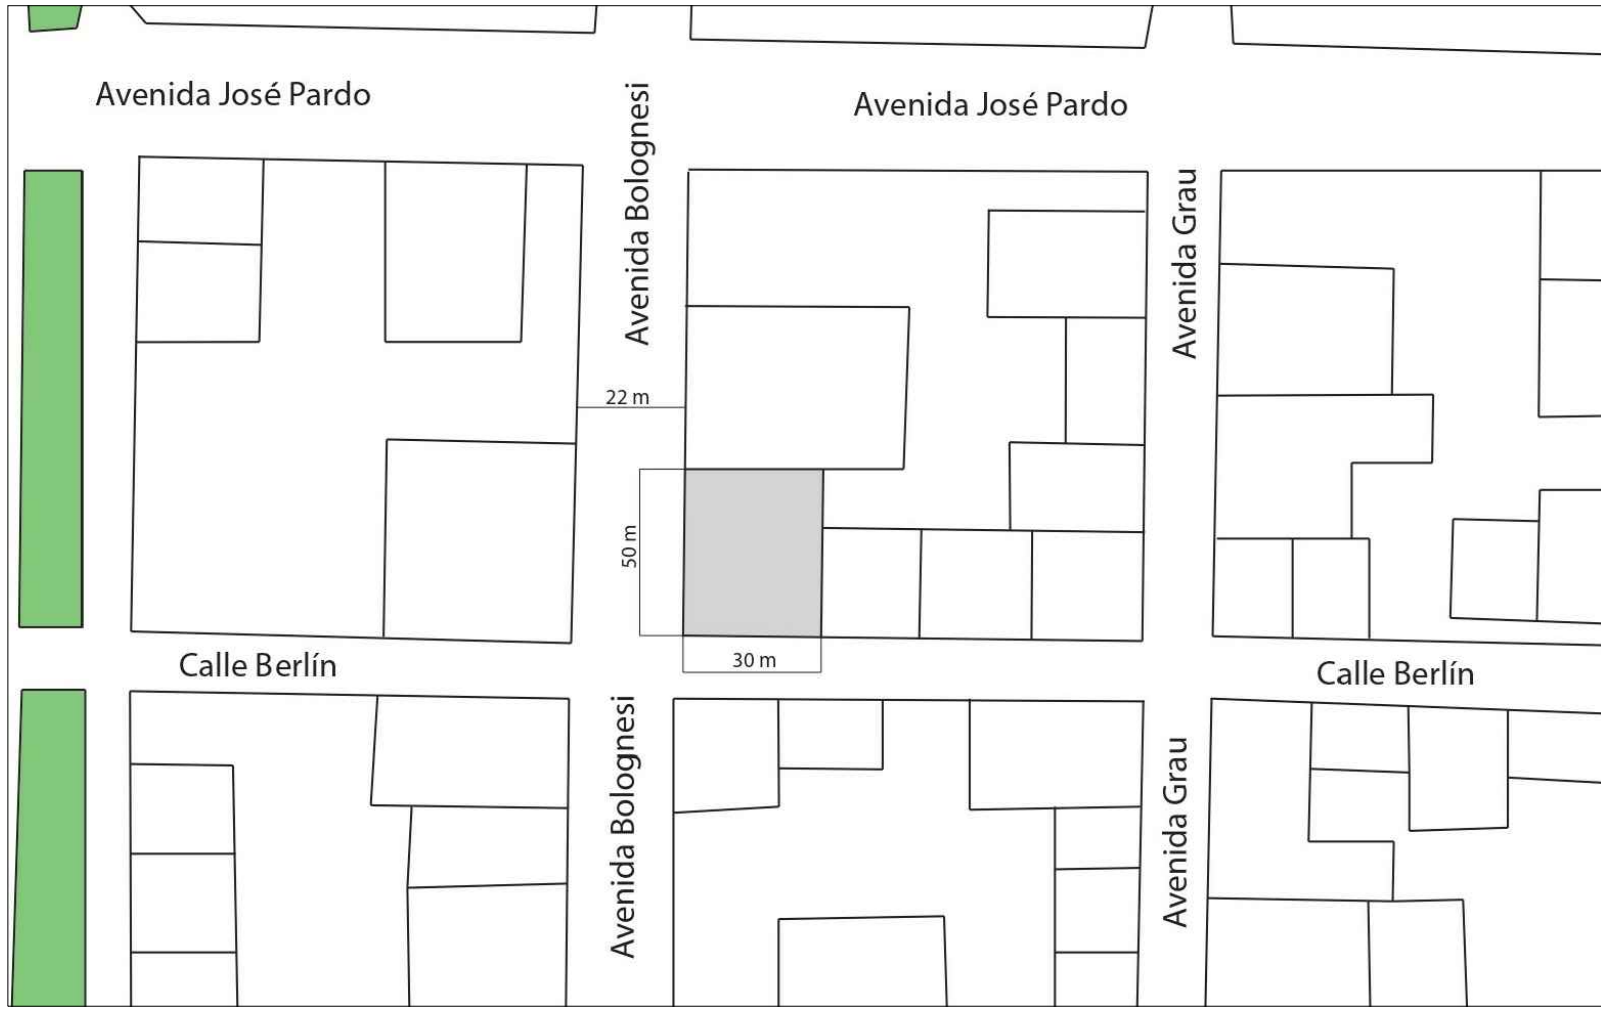 Avenida José Pardo
Avenida José Pardo
Avenida Bolognesi
Avenida Grau
22 m
50 m
30 m
Calle Berlín
Calle Berlín
Avenida Bolognesi
Avenida Grau